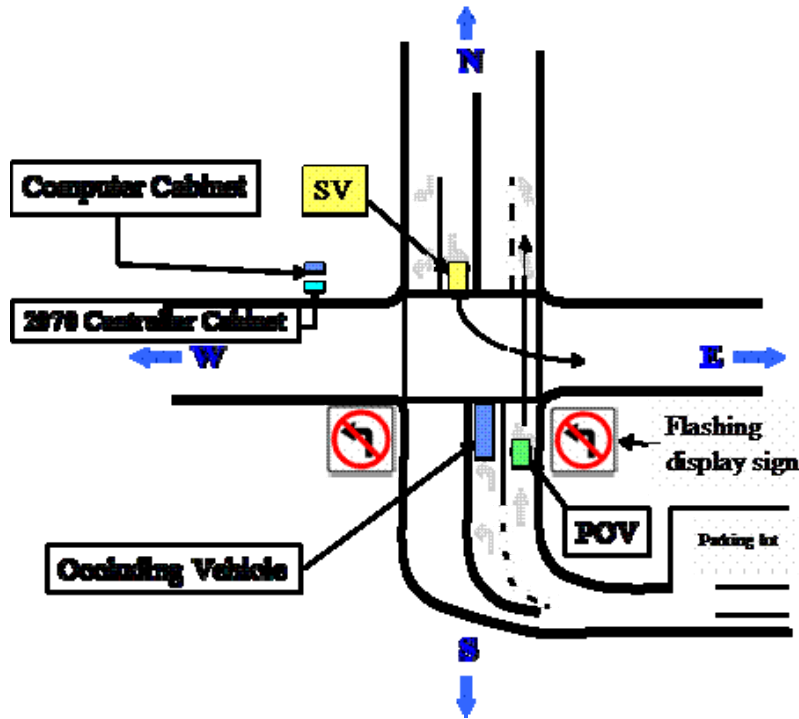 N
Computer Cabinet
SV
2070 Controller Cabinet
W
E
Flashing
display sign
POV
Parking lot
Occluding Vehicle
S